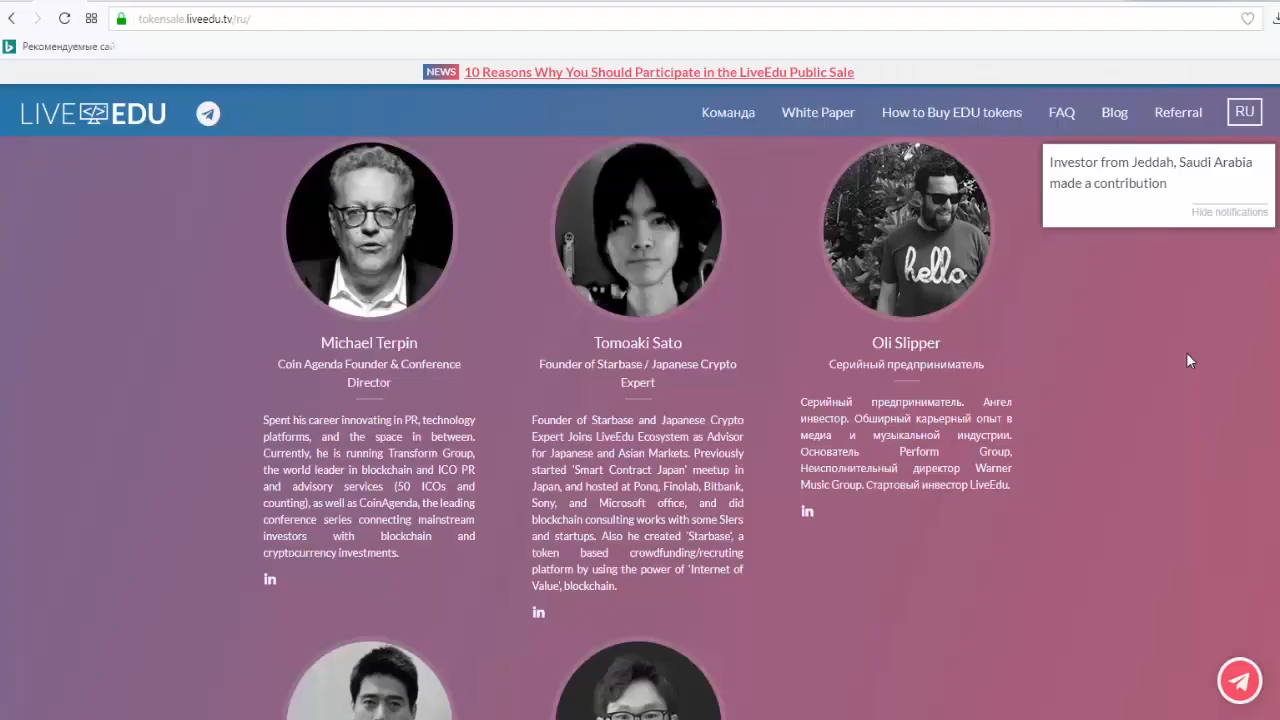 tokensale.liveedu.tv/ru/
Рекомендуемые сай
NEWS 10 Reasons Why You Should Participate in the LiveEdu Public Sale
LIVE EDU
Команда White Paper How to Buy EDU tokens FAQ Blog Referral RU
Investor from Jeddah, Saudi Arabia
made a contribution
Hide notifications
hello
Michael Terpin
Coin Agenda Founder & Conference
Director
Spent his career innovating in PR, technology
platforms, and the space in between.
Currently, he is running Transform Group,
the world leader in blockchain and ICO PR
and advisory services (50 ICOs and
counting), as well as CoinAgenda, the leading
conference series connecting mainstream
investors with blockchain and
cryptocurrency investments.
in
Tomoaki Sato
Founder of Starbase / Japanese Crypto
Expert
Founder of Starbase and Japanese Crypto
Expert Joins LiveEdu Ecosystem as Advisor
for Japanese and Asian Markets. Previously
started 'Smart Contract Japan' meetup in
Japan, and hosted at Ponq, Finolab, Bitbank,
Sony, and Microsoft office, and did
blockchain consulting works with some SIers
and startups. Also he created 'Starbase', a
token based crowdfunding/recruting
platform by using the power of 'Internet of
Value', blockchain.
in
Oli Slipper
Серийный предприниматель
Серийный предприниматель. Ангел
инвестор. Обширный карьерный опыт в
медиа и музыкальной индустрии.
Основатель Perform Group,
Неисполнительный директор Warner
Music Group. Стартовый инвестор LiveEdu.
in